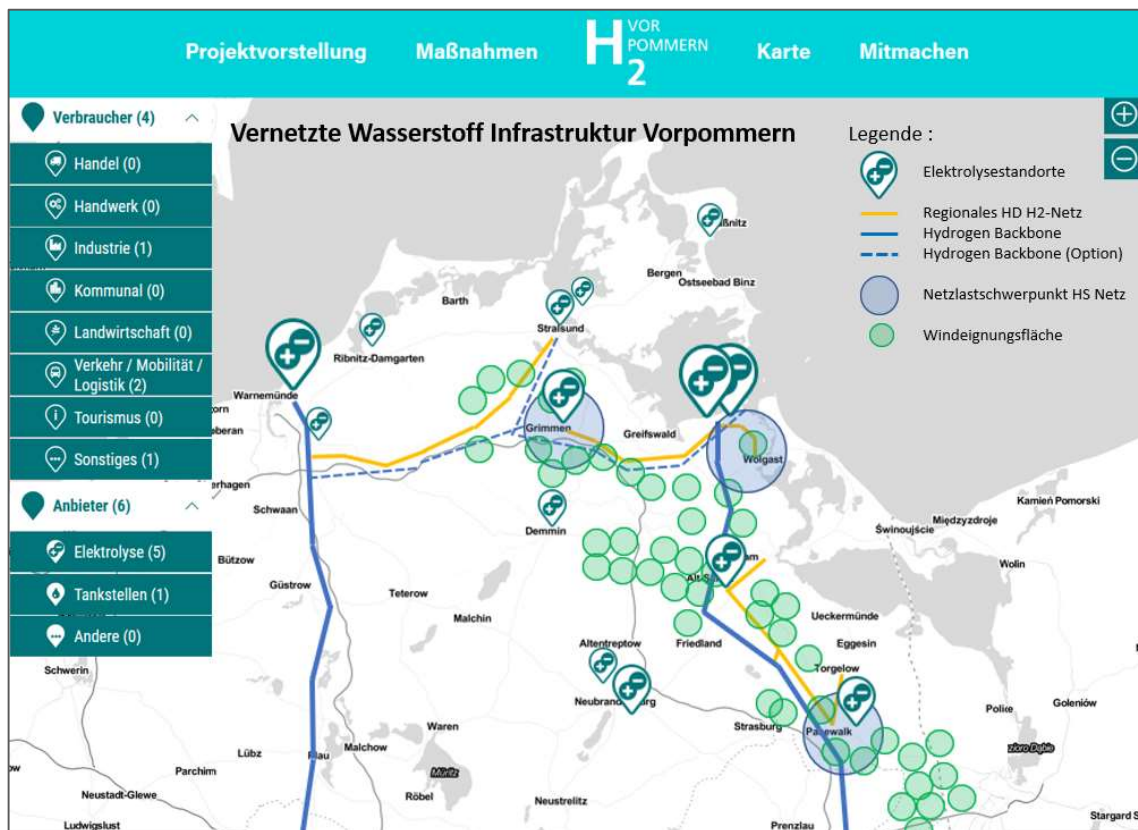 Projektvorstellung
Maßnahmen
H2 VOR
POMMERN
Karte
Mitmachen
Verbraucher (4)
Handel (0)
Handwerk (0)
Industrie (1)
Kommunal (0)
Landwirtschaft (0)
Verkehr / Mobilität /
Logistik (2)
Tourismus (0)
Sonstiges (1)
Anbieter (6)
Elektrolyse (5)
Tankstellen (1)
Andere (0)
Vernetzte Wasserstoff Infrastruktur Vorpommern
Legende :
Elektrolysestandorte
Regionales HD H2-Netz
Hydrogen Backbone
Hydrogen Backbone (Option)
Netzlastschwerpunkt HS Netz
Windeignungsfläche
ßnitz
Bergen
Ostseebad Binz
Barth
Stralsund
Ribnitz-Damgarten
Warnemünde
Grimmen
Greifswald
Wolgast
Schwaan
Demmin
Kamień Pomorski
Międzyzdroje
Świnoujście
Wolin
Bützow
Güstrow
Teterow
Malchin
Ueckermünde
Altentreptow
Friedland
Eggesin
Torgelow
Schwerin
Goleniów
Police
Strasburg
Waren
Malchow
Lübz
Parchim
Röbel
Müritz
Neustadt-Glewe
Neustrelitz
Prenzlau
Ludwigslust
Stargard S